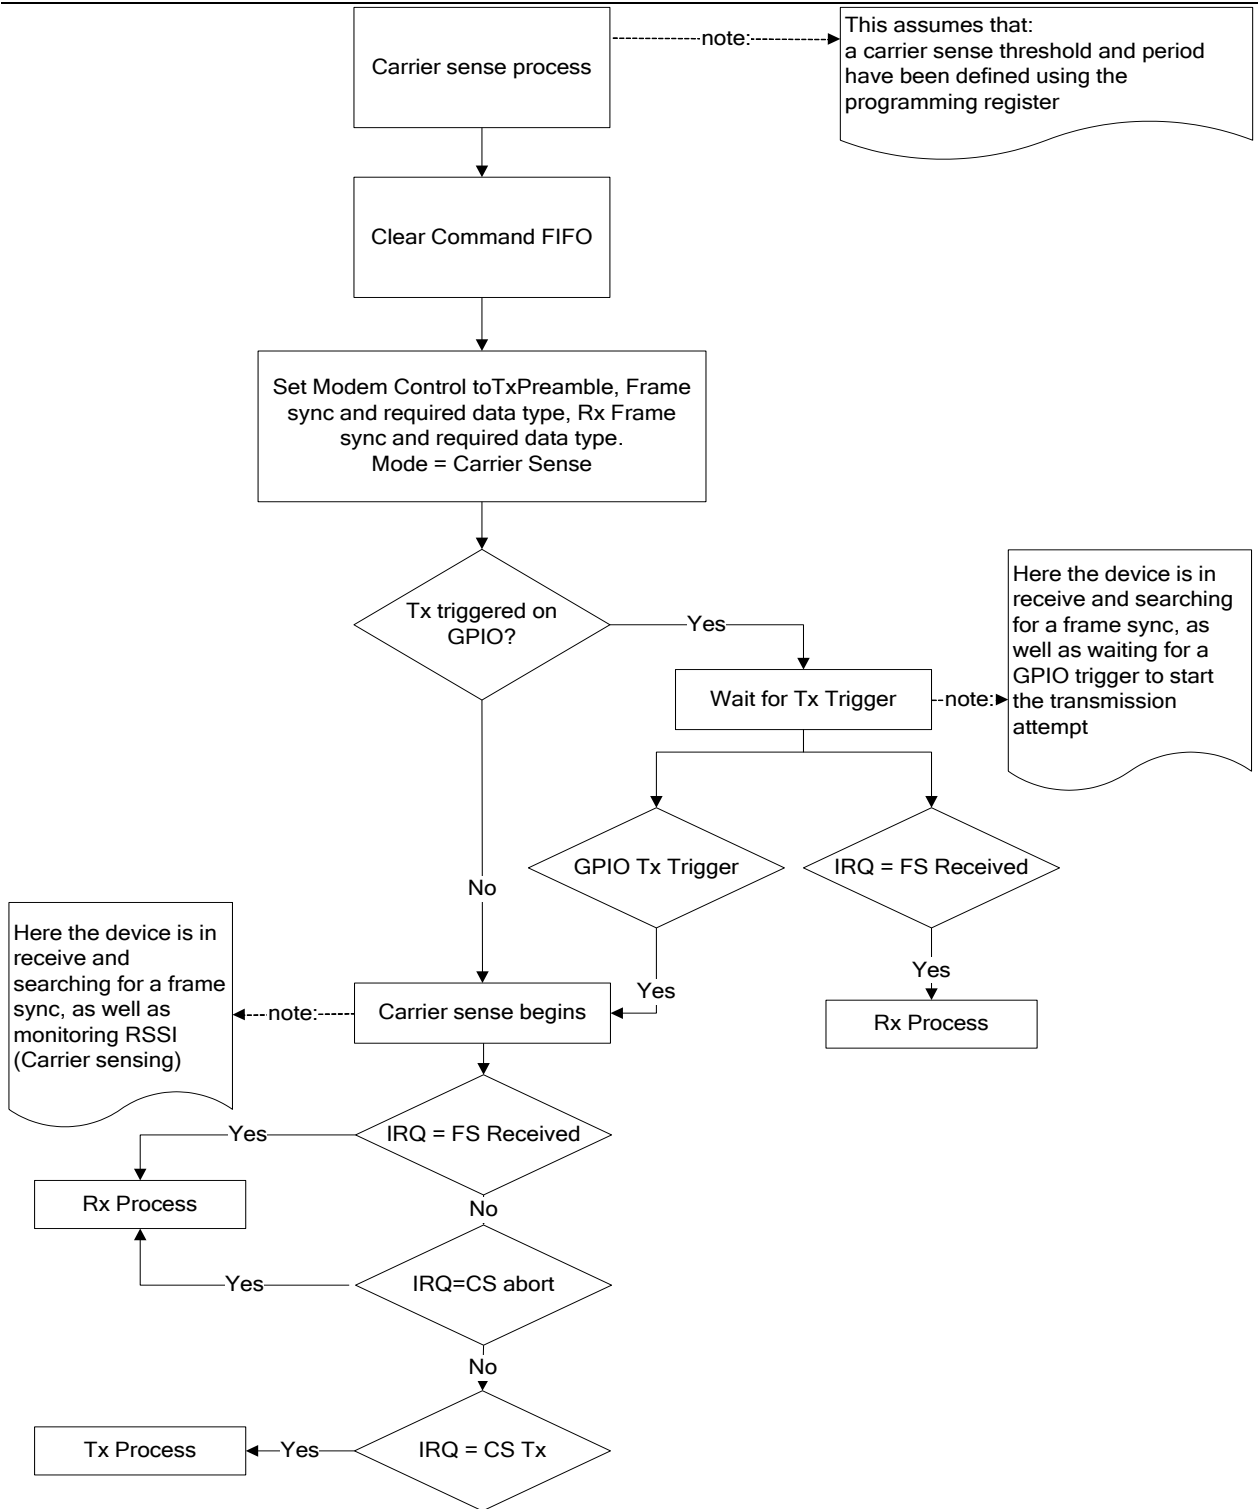 Carrier sense process
note:
This assumes that:
a carrier sense threshold and period
have been defined using the
programming register
Clear Command FIFO
Set Modem Control toTxPreamble, Frame
sync and required data type, Rx Frame
sync and required data type.
Mode = Carrier Sense
Tx triggered on
GPIO?
Yes
Wait for Tx Trigger
note:
Here the device is in
receive and searching
for a frame sync, as
well as waiting for a
GPIO trigger to start
the transmission
attempt
GPIO Tx Trigger
IRQ = FS Received
No
Yes
Yes
Rx Process
Here the device is in
receive and
searching for a frame
sync, as well as
monitoring RSSI
(Carrier sensing)
note:
Carrier sense begins
IRQ = FS Received
Yes
Rx Process
No
IRQ=CS abort
Yes
No
IRQ = CS Tx
Yes
Tx Process